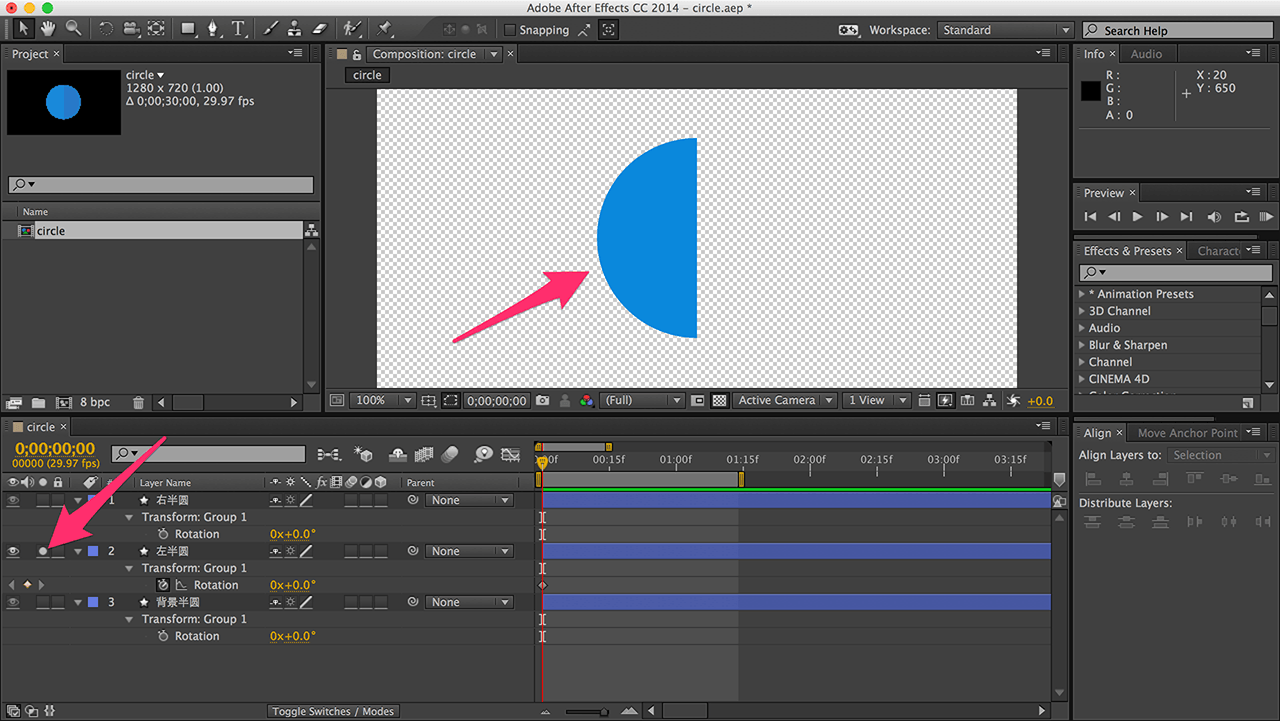 Adobe After Effects CC 2014 - circle.aep *
Snapping
Workspace: Standard
Search Help
Project ×
circle
1280 x 720 (1.00)
Δ 0;00;30;00, 29.97 fps
Name
circle
8 bpc
Composition: circle
circle
100%
0;00;00;00
(Full)
Active Camera
1 View
+0.0
Info × Audio
R :
G :
B :
A : 0
X : 20
Y : 650
Preview ×
Effects & Presets ×
* Animation Presets
3D Channel
Audio
Blur & Sharpen
Channel
CINEMA 4D
circle ×
0;00;00;00
00000 (29.97 fps)
00:15f 01:00f 01:15f 02:00f 02:15f 03:00f 03:15f
Layer Name
Parent
1 右半圆 None
Transform: Group 1
Rotation 0x+0.0°
2 左半圆 None
Transform: Group 1
Rotation 0x+0.0°
3 背景半圆 None
Transform: Group 1
Rotation 0x+0.0°
Toggle Switches / Modes
Align × Move Anchor Point
Align Layers to: Selection
Distribute Layers: